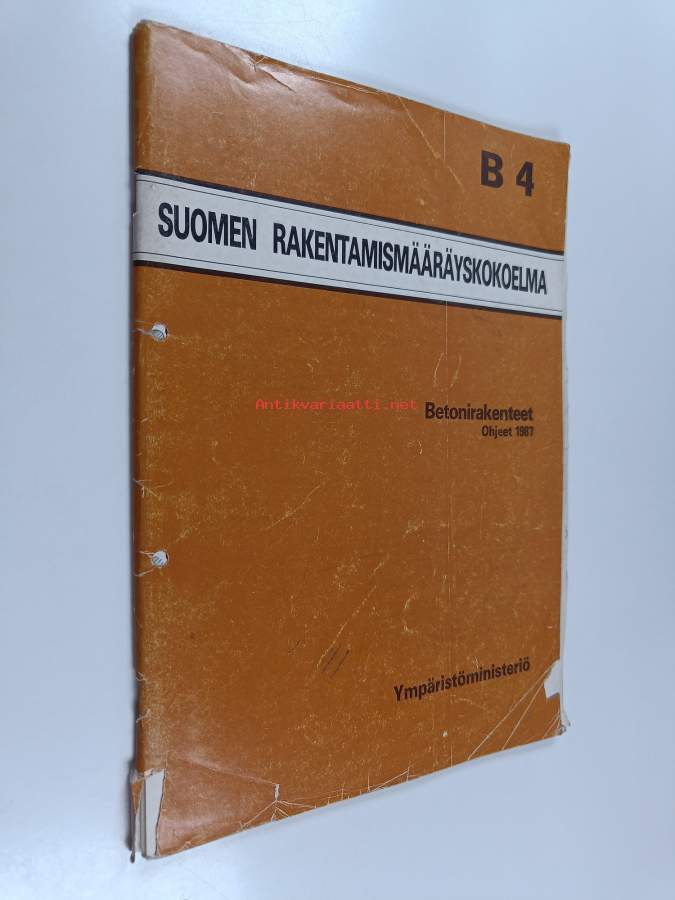 B 4
SUOMEN RAKENTAMISMÄÄRÄYSKOKOELMA
Antikvariaatti.net
Betonirakenteet
Ohjeet 1987
Ympäristöministeriö